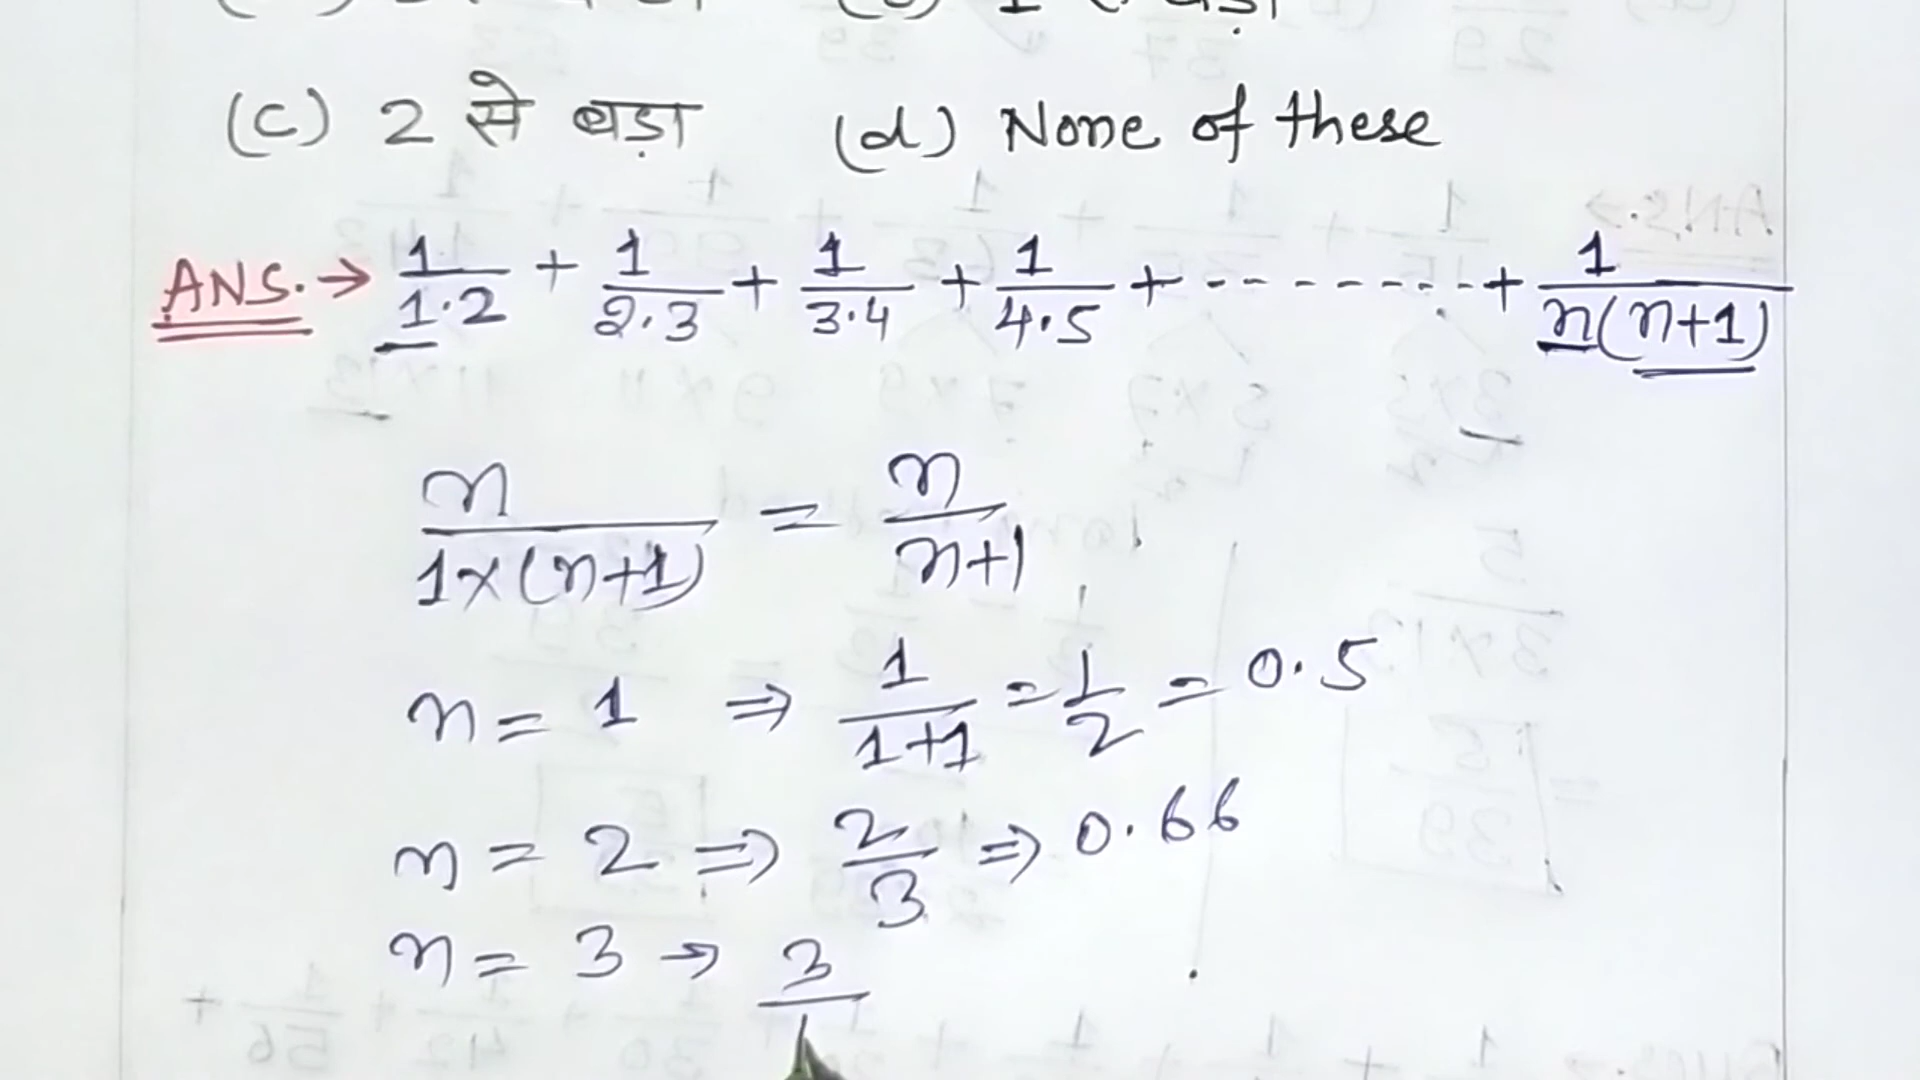 (b) 1 से बड़ा
(c) 2 से बड़ा (d) None of these
ANS.→ 1/1·2 + 1/2·3 + 1/3·4 + 1/4·5 + -------- + 1/n(n+1)
n/1×(n+1) = n/n+1
n = 1 ⇒ 1/1+1 = 1/2 = 0.5
n = 2 ⇒ 2/3 ⇒ 0.66
n = 3 → 3/